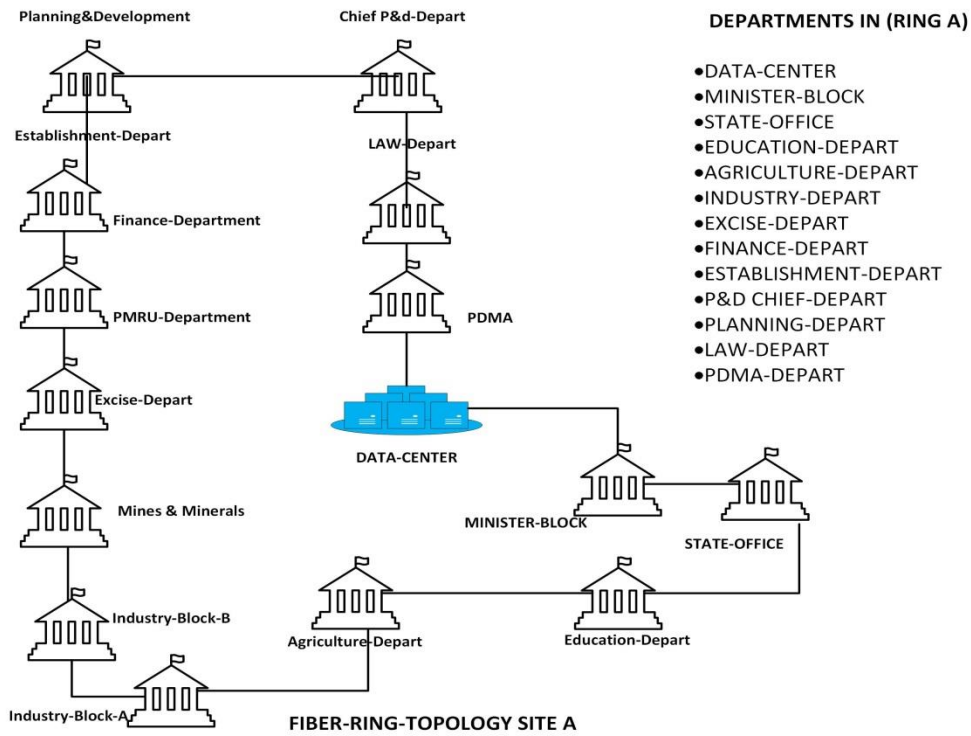 Planning&Development
Chief P&d-Depart
DEPARTMENTS IN (RING A)
•DATA-CENTER
•MINISTER-BLOCK
•STATE-OFFICE
•EDUCATION-DEPART
•AGRICULTURE-DEPART
•INDUSTRY-DEPART
•EXCISE-DEPART
•FINANCE-DEPART
•ESTABLISHMENT-DEPART
•P&D CHIEF-DEPART
•PLANNING-DEPART
•LAW-DEPART
•PDMA-DEPART
Establishment-Depart
LAW-Depart
Finance-Department
PMRU-Department
PDMA
Excise-Depart
DATA-CENTER
Mines & Minerals
MINISTER-BLOCK
STATE-OFFICE
Industry-Block-B
Agriculture-Depart
Education-Depart
Industry-Block-A
FIBER-RING-TOPOLOGY SITE A